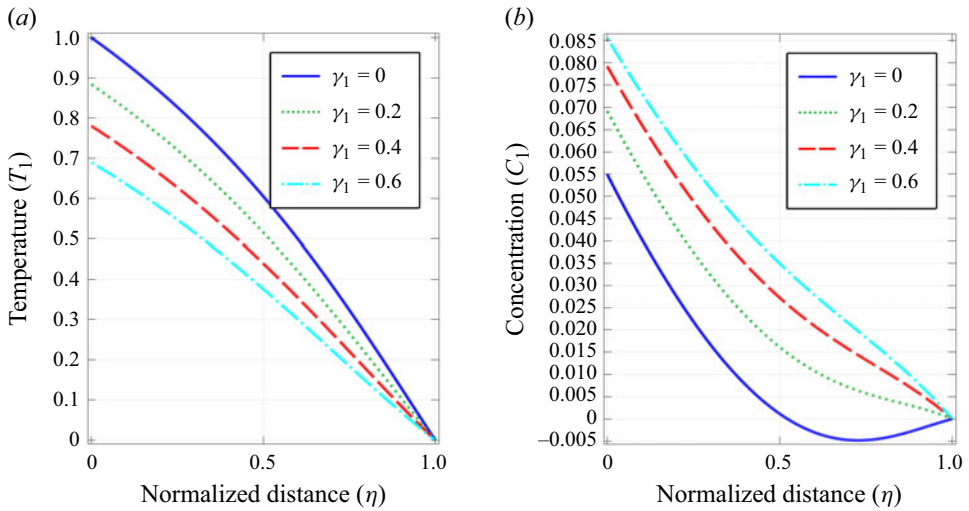 (a)
1.0
0.9
0.8
0.7
0.6
0.5
0.4
0.3
0.2
0.1
0
Temperature (T₁)
γ₁ = 0
γ₁ = 0.2
γ₁ = 0.4
γ₁ = 0.6
0 0.5 1.0
Normalized distance (η)
(b)
0.085
0.080
0.075
0.070
0.065
0.060
0.055
0.050
0.045
0.040
0.035
0.030
0.025
0.020
0.015
0.010
0.005
0
–0.005
Concentration (C₁)
γ₁ = 0
γ₁ = 0.2
γ₁ = 0.4
γ₁ = 0.6
0 0.5 1.0
Normalized distance (η)